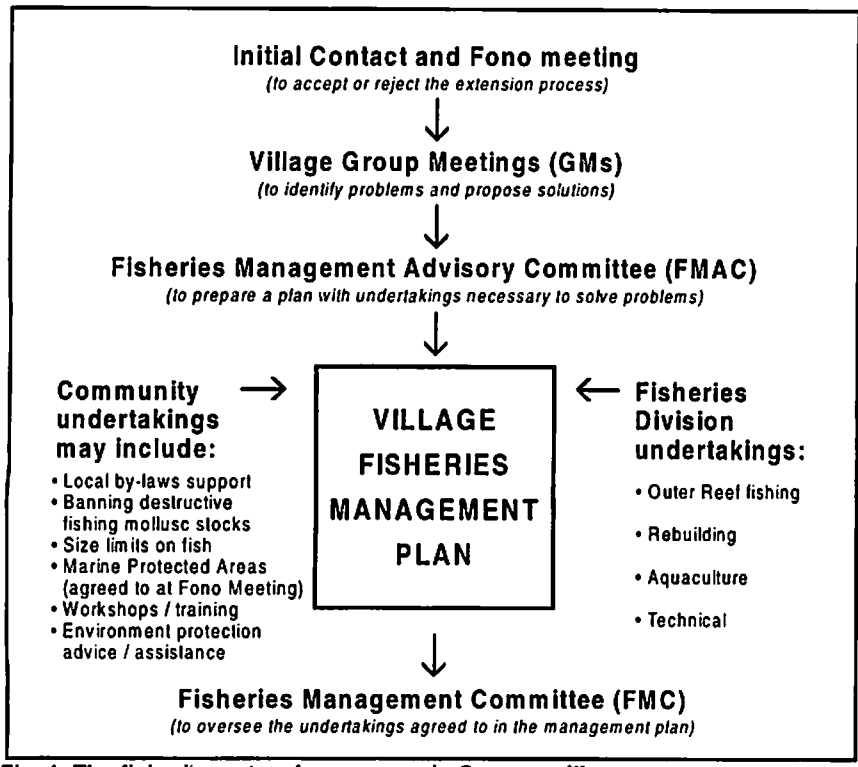 Initial Contact and Fono meeting
(to accept or reject the extension process)
Village Group Meetings (GMs)
(to identify problems and propose solutions)
Fisheries Management Advisory Committee (FMAC)
(to prepare a plan with undertakings necessary to solve problems)
Community
undertakings
may include:
• Local by-laws support
• Banning destructive
fishing mollusc stocks
• Size limits on fish
• Marine Protected Areas
(agreed to at Fono Meeting)
• Workshops / training
• Environment protection
advice / assistance
VILLAGE
FISHERIES
MANAGEMENT
PLAN
Fisheries
Division
undertakings:
• Outer Reef fishing
• Rebuilding
• Aquaculture
• Technical
Fisheries Management Committee (FMC)
(to oversee the undertakings agreed to in the management plan)